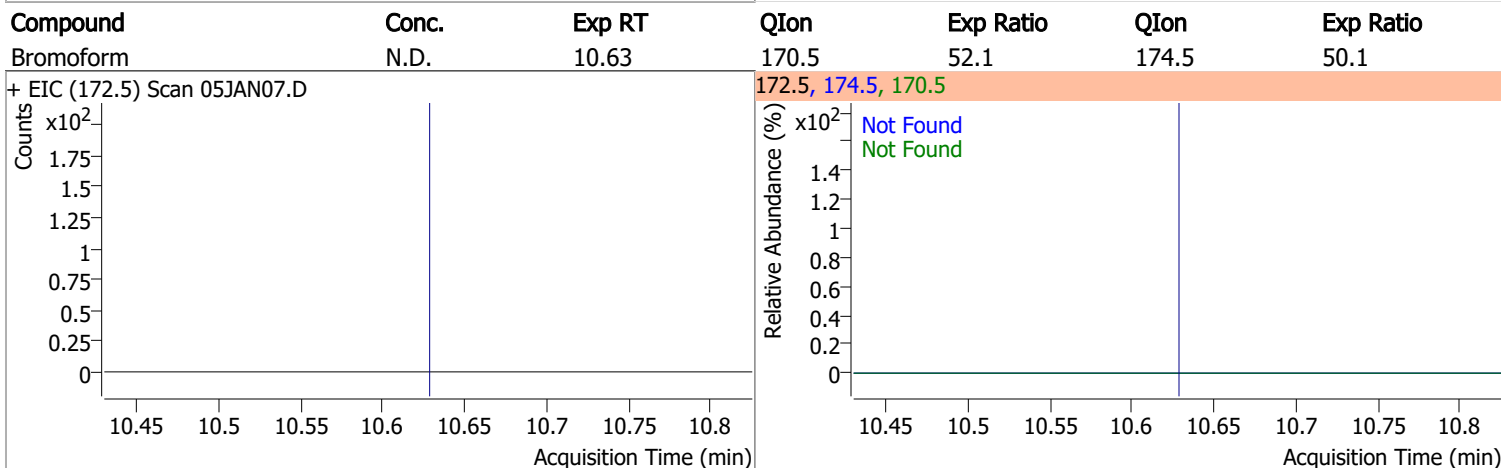 Compound Conc. Exp RT QIon Exp Ratio QIon Exp Ratio
Bromoform N.D. 10.63 170.5 52.1 174.5 50.1
+ EIC (172.5) Scan 05JAN07.D
Counts
x10²
1.75
1.5
1.25
1
0.75
0.5
0.25
0
10.45 10.5 10.55 10.6 10.65 10.7 10.75 10.8
Acquisition Time (min)
172.5, 174.5, 170.5
Relative Abundance (%)
x10²
Not Found
Not Found
1.4
1.2
1
0.8
0.6
0.4
0.2
0
10.45 10.5 10.55 10.6 10.65 10.7 10.75 10.8
Acquisition Time (min)